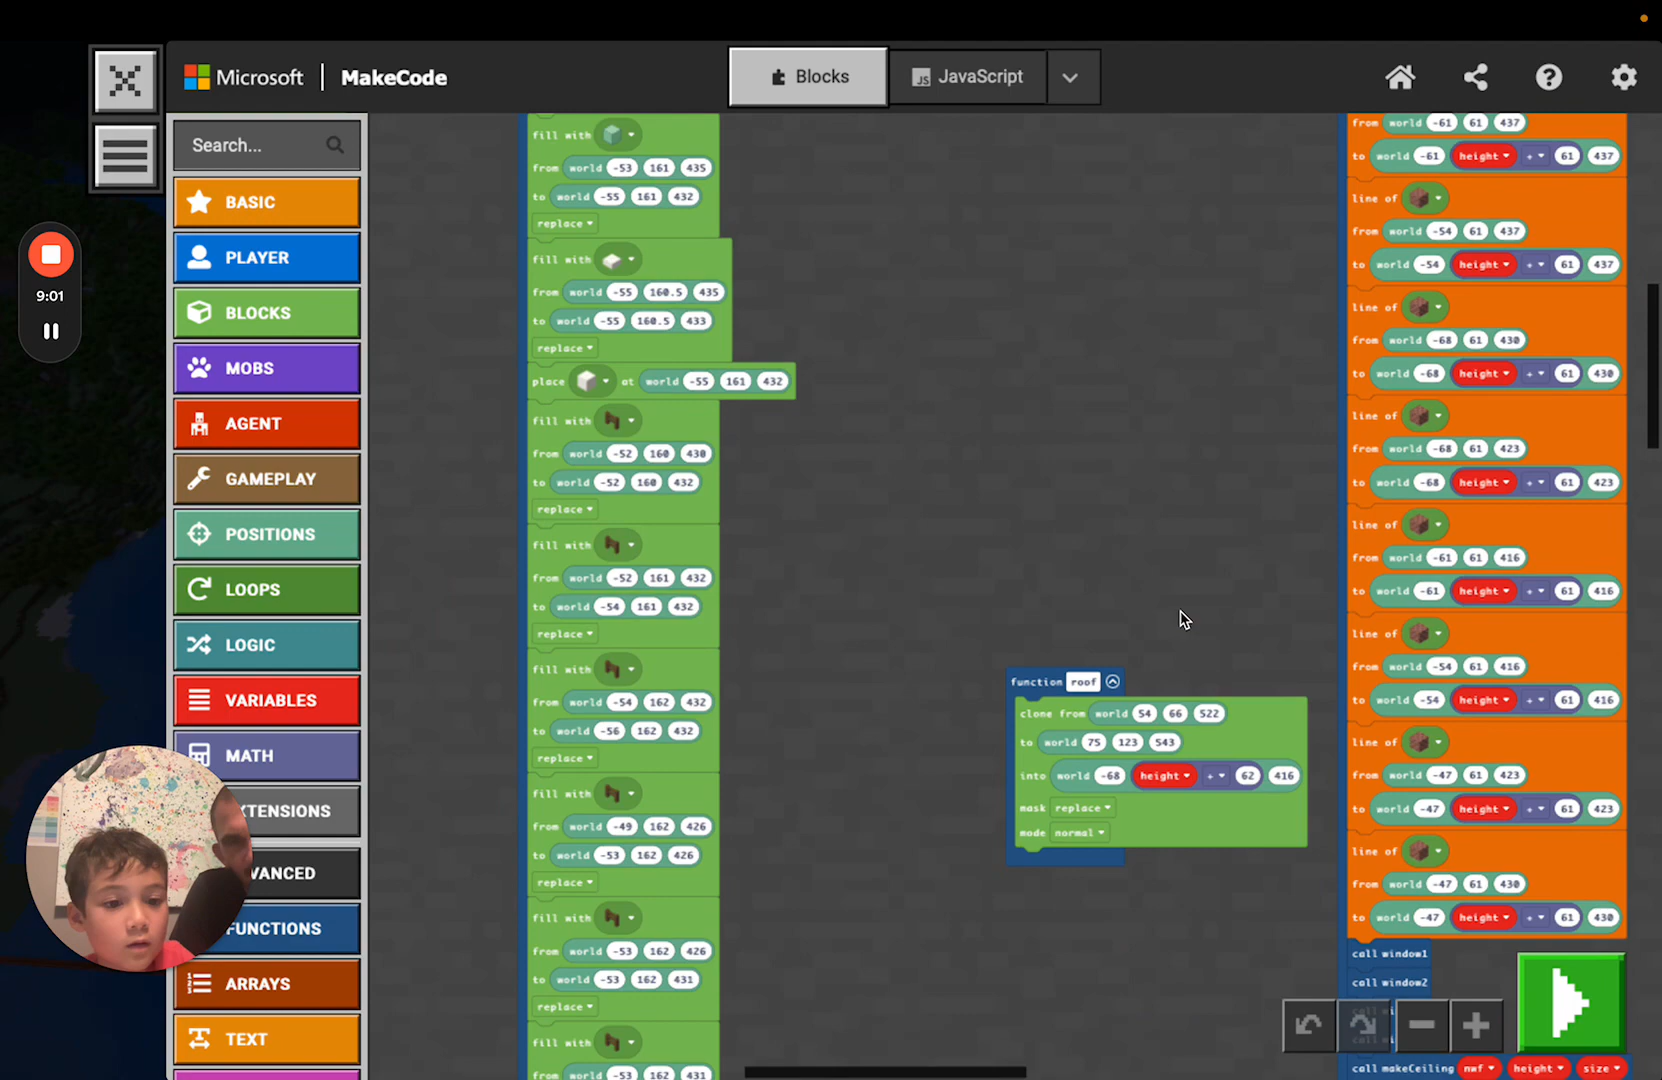 Microsoft | MakeCode
Blocks
JS JavaScript
9:01
Search...
BASIC
PLAYER
BLOCKS
MOBS
AGENT
GAMEPLAY
POSITIONS
LOOPS
LOGIC
VARIABLES
MATH
XTENSIONS
VANCED
FUNCTIONS
ARRAYS
TEXT
fill with
from world -53 161 435
to world -55 161 432
replace
fill with
from world -55 160.5 435
to world -55 160.5 433
replace
place at world -55 161 432
fill with
from world -52 160 430
to world -52 160 432
replace
fill with
from world -52 161 432
to world -54 161 432
replace
fill with
from world -54 162 432
to world -56 162 432
replace
fill with
from world -49 162 426
to world -53 162 426
replace
fill with
from world -53 162 426
to world -53 162 431
replace
fill with
from world -53 162 431
function roof
clone from world 54 66 522
to world 75 123 543
into world -68 height + 62 416
mask replace
mode normal
from world -61 61 437
to world -61 height + 61 437
line of
from world -54 61 437
to world -54 height + 61 437
line of
from world -68 61 430
to world -68 height + 61 430
line of
from world -68 61 423
to world -68 height + 61 423
line of
from world -61 61 416
to world -61 height + 61 416
line of
from world -54 61 416
to world -54 height + 61 416
line of
from world -47 61 423
to world -47 height + 61 423
line of
from world -47 61 430
to world -47 height + 61 430
call window1
call window2
call makeCeiling nwf height size